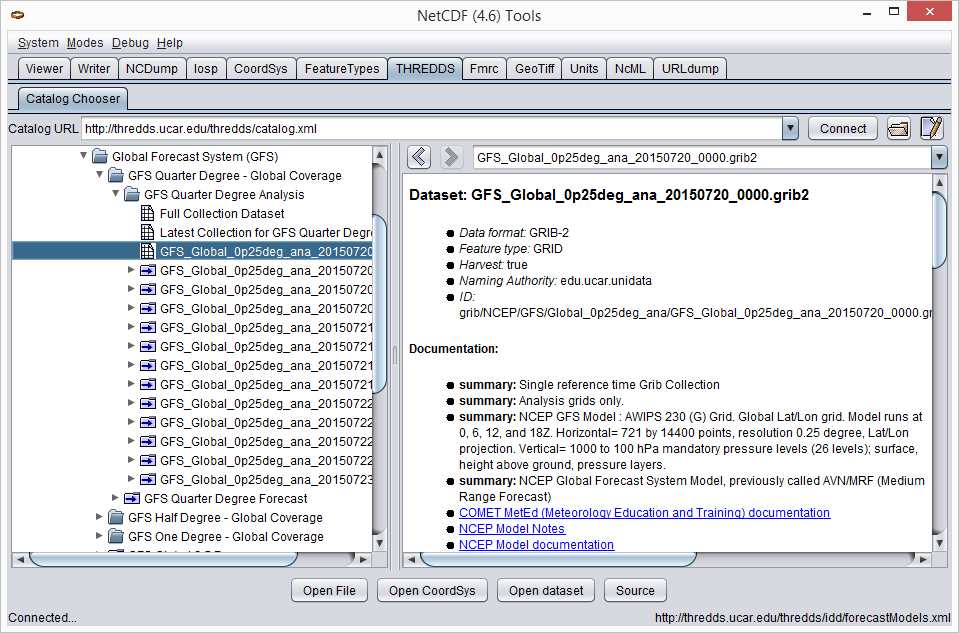 NetCDF (4.6) Tools
System Modes Debug Help
Viewer Writer NCDump Iosp CoordSys FeatureTypes THREDDS Fmrc GeoTiff Units NcML URLdump
Catalog Chooser
Catalog URL http://thredds.ucar.edu/thredds/catalog.xml Connect
Global Forecast System (GFS)
GFS Quarter Degree - Global Coverage
GFS Quarter Degree Analysis
Full Collection Dataset
Latest Collection for GFS Quarter Degre
GFS_Global_0p25deg_ana_20150720
GFS_Global_0p25deg_ana_20150720
GFS_Global_0p25deg_ana_20150720
GFS_Global_0p25deg_ana_20150720
GFS_Global_0p25deg_ana_20150721
GFS_Global_0p25deg_ana_20150721
GFS_Global_0p25deg_ana_20150721
GFS_Global_0p25deg_ana_20150721
GFS_Global_0p25deg_ana_20150722
GFS_Global_0p25deg_ana_20150722
GFS_Global_0p25deg_ana_20150722
GFS_Global_0p25deg_ana_20150722
GFS_Global_0p25deg_ana_20150723
GFS Quarter Degree Forecast
GFS Half Degree - Global Coverage
GFS One Degree - Global Coverage
GFS_Global_0p25deg_ana_20150720_0000.grib2
Dataset: GFS_Global_0p25deg_ana_20150720_0000.grib2
Data format: GRIB-2
Feature type: GRID
Harvest: true
Naming Authority: edu.ucar.unidata
ID:
grib/NCEP/GFS/Global_0p25deg_ana/GFS_Global_0p25deg_ana_20150720_0000.gr
Documentation:
summary: Single reference time Grib Collection
summary: Analysis grids only.
summary: NCEP GFS Model : AWIPS 230 (G) Grid. Global Lat/Lon grid. Model runs at
0, 6, 12, and 18Z. Horizontal= 721 by 14400 points, resolution 0.25 degree, Lat/Lon
projection. Vertical= 1000 to 100 hPa mandatory pressure levels (26 levels); surface,
height above ground, pressure layers.
summary: NCEP Global Forecast System Model, previously called AVN/MRF (Medium
Range Forecast)
COMET MetEd (Meteorology Education and Training) documentation
NCEP Model Notes
NCEP Model documentation
Open File Open CoordSys Open dataset Source
Connected... http://thredds.ucar.edu/thredds/idd/forecastModels.xml